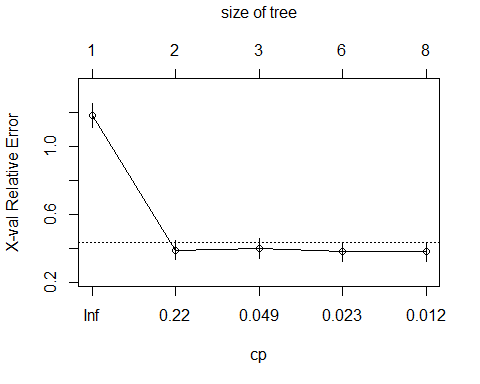 size of tree
1 2 3 6 8
X-val Relative Error
0.2 0.6 1.0
Inf 0.22 0.049 0.023 0.012
cp